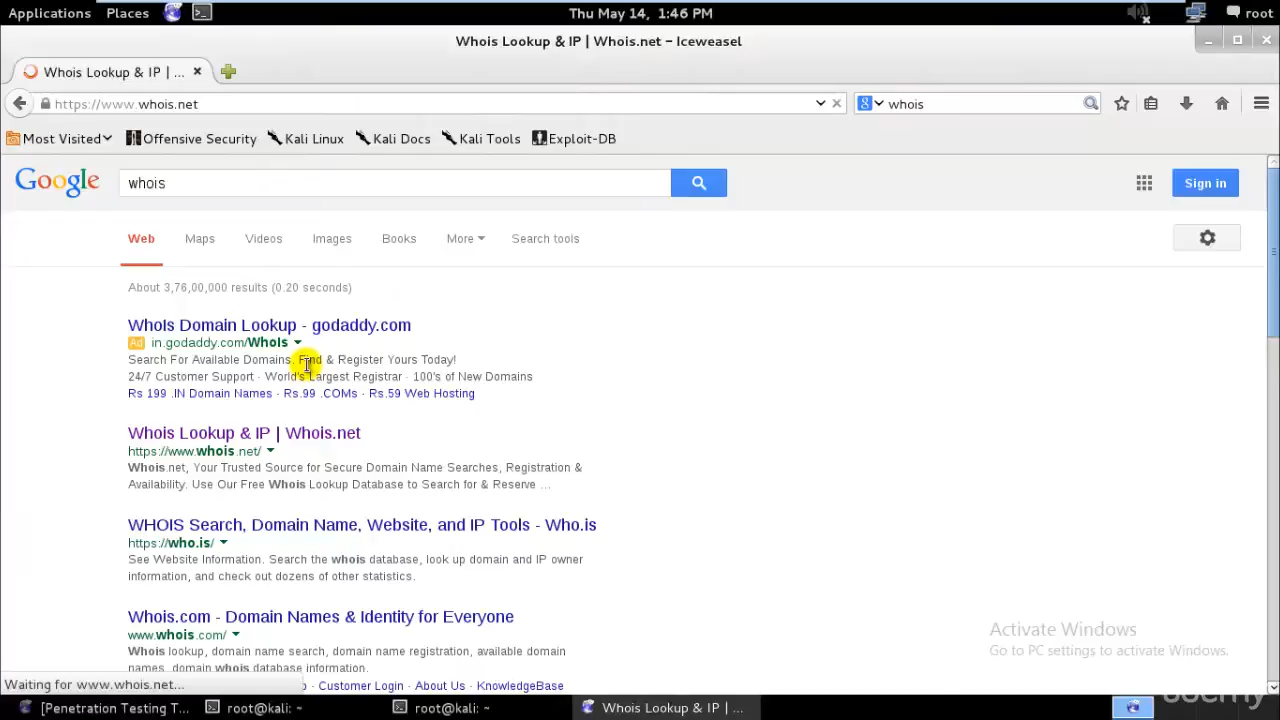 Applications Places Thu May 14, 1:46 PM root
Whois Lookup & IP | Whois.net - Iceweasel
Whois Lookup & IP | ...
https://www.whois.net whois
Most Visited Offensive Security Kali Linux Kali Docs Kali Tools Exploit-DB
Google whois Sign in
Web Maps Videos Images Books More Search tools
About 3,76,00,000 results (0.20 seconds)
WhoIs Domain Lookup - godaddy.com
Ad in.godaddy.com/WhoIs
Search For Available Domains. Find & Register Yours Today!
24/7 Customer Support · World's Largest Registrar · 100's of New Domains
Rs 199 .IN Domain Names · Rs.99 .COMs · Rs.59 Web Hosting
Whois Lookup & IP | Whois.net
https://www.whois.net/
Whois.net, Your Trusted Source for Secure Domain Name Searches, Registration &
Availability. Use Our Free Whois Lookup Database to Search for & Reserve ...
WHOIS Search, Domain Name, Website, and IP Tools - Who.is
https://who.is/
See Website Information. Search the whois database, look up domain and IP owner
information, and check out dozens of other statistics.
Whois.com - Domain Names & Identity for Everyone
www.whois.com/
Whois lookup, domain name search, domain name registration, available domain
names, domain whois database information.
· Customer Login · About Us · KnowledgeBase
Activate Windows
Go to PC settings to activate Windows.
Waiting for www.whois.net...
[Penetration Testing T... root@kali: ~ root@kali: ~ Whois Lookup & IP | ...
udemy